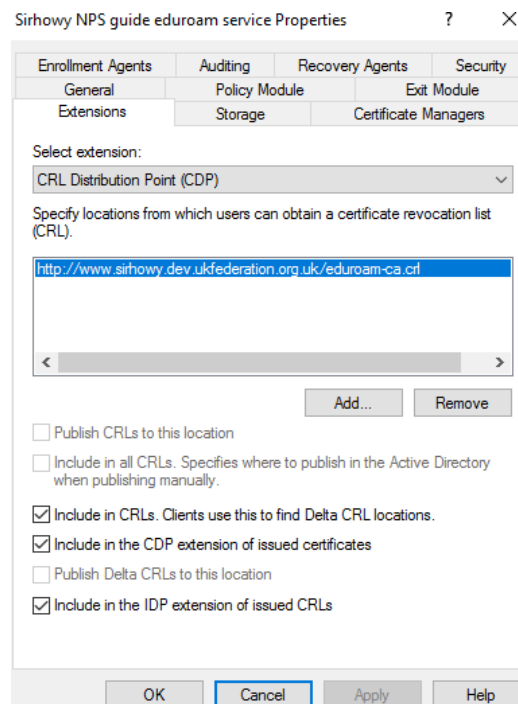 Sirhowy NPS guide eduroam service Properties ? X
Enrollment Agents Auditing Recovery Agents Security
General Policy Module Exit Module
Extensions Storage Certificate Managers
Select extension:
CRL Distribution Point (CDP)
Specify locations from which users can obtain a certificate revocation list
(CRL).
http://www.sirhowy.dev.ukfederation.org.uk/eduroam-ca.crl
Add... Remove
Publish CRLs to this location
Include in all CRLs. Specifies where to publish in the Active Directory
when publishing manually.
Include in CRLs. Clients use this to find Delta CRL locations.
Include in the CDP extension of issued certificates
Publish Delta CRLs to this location
Include in the IDP extension of issued CRLs
OK Cancel Apply Help